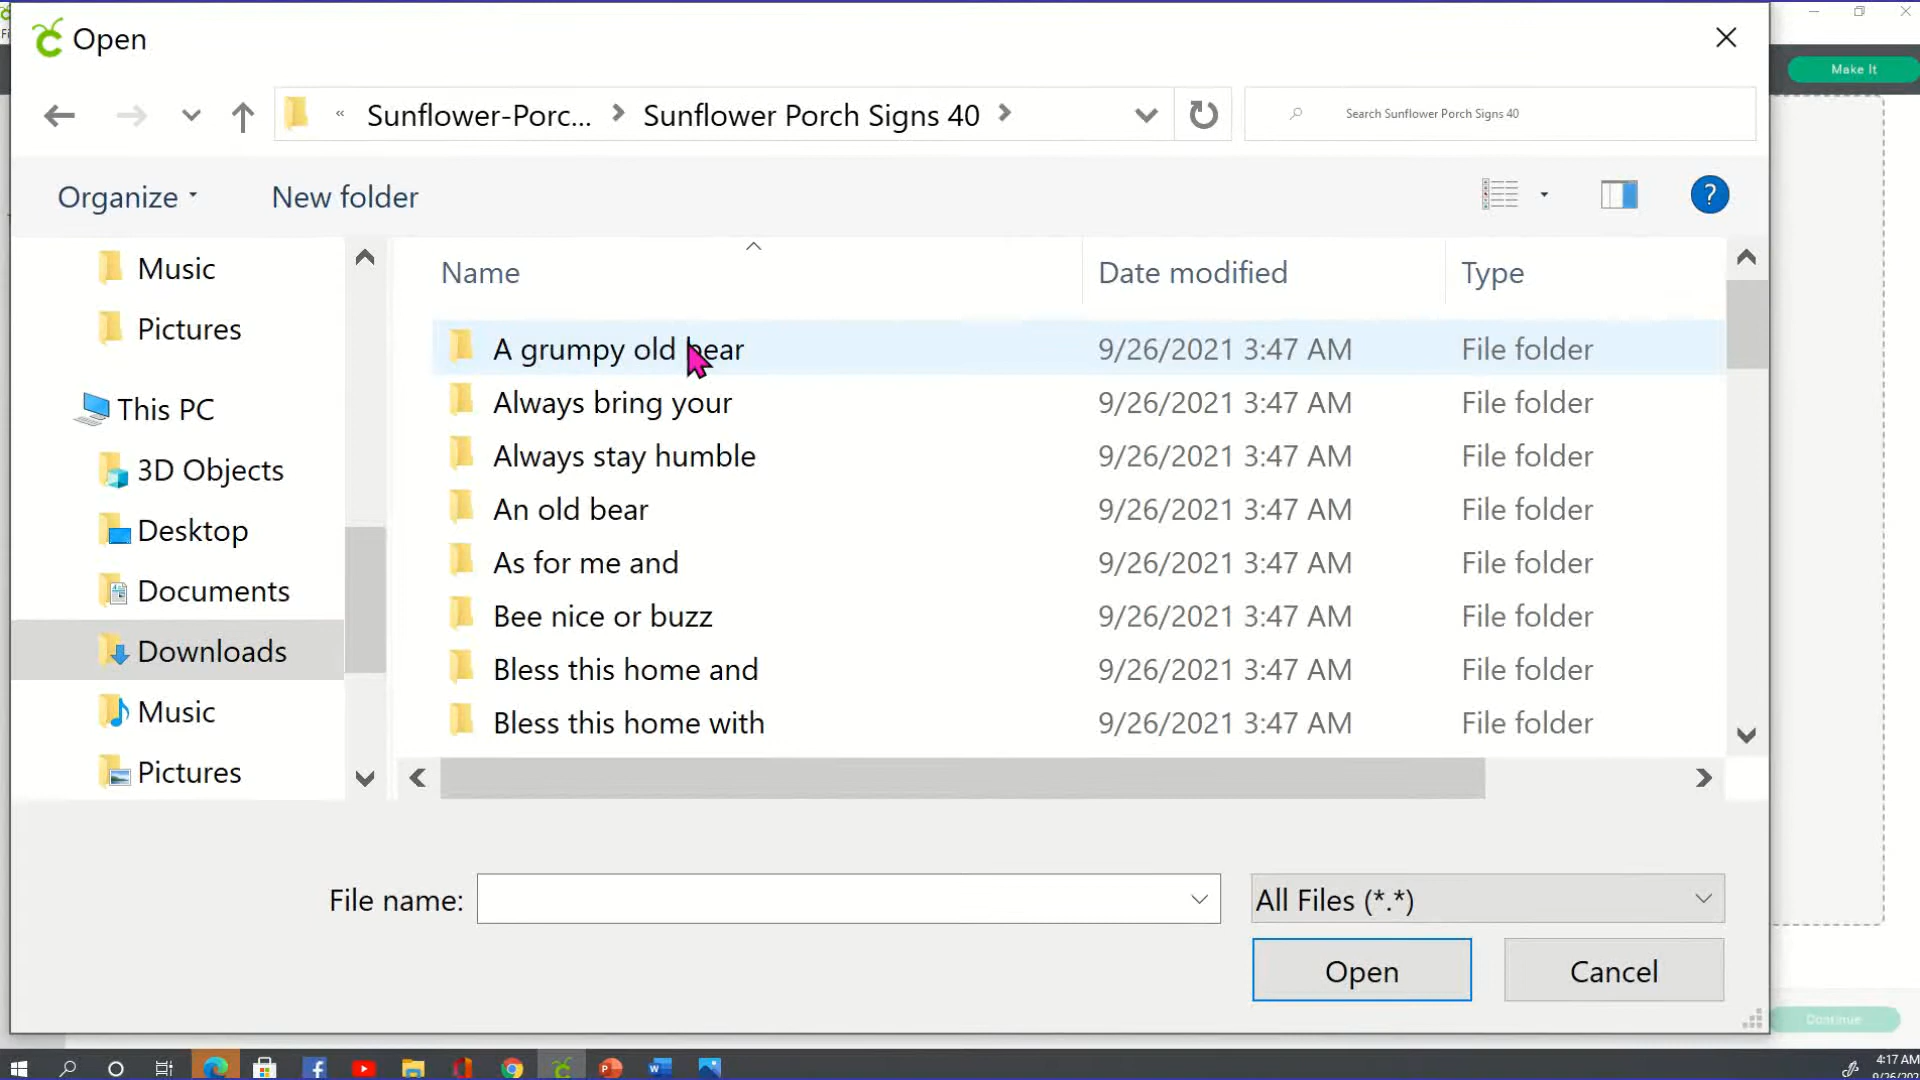 Open
Make It
« Sunflower-Porc... > Sunflower Porch Signs 40 >
Search Sunflower Porch Signs 40
Organize
New folder
?
Music
Pictures
This PC
3D Objects
Desktop
Documents
Downloads
Music
Pictures
Name Date modified Type
A grumpy old bear 9/26/2021 3:47 AM File folder
Always bring your 9/26/2021 3:47 AM File folder
Always stay humble 9/26/2021 3:47 AM File folder
An old bear 9/26/2021 3:47 AM File folder
As for me and 9/26/2021 3:47 AM File folder
Bee nice or buzz 9/26/2021 3:47 AM File folder
Bless this home and 9/26/2021 3:47 AM File folder
Bless this home with 9/26/2021 3:47 AM File folder
File name:
All Files (*.*)
Open
Cancel
Continue
4:17 AM